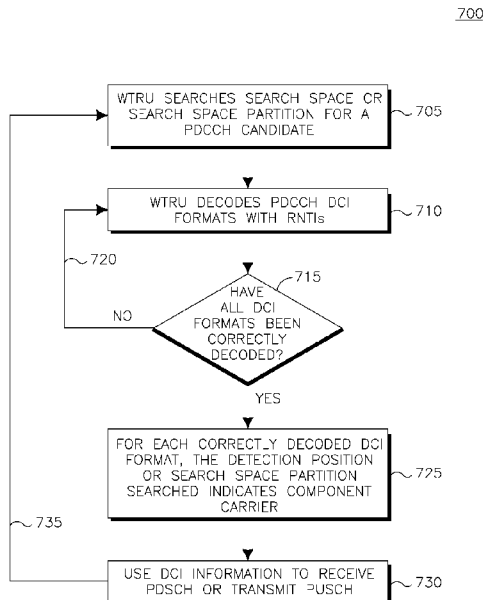 700
WTRU SEARCHES SEARCH SPACE OR
SEARCH SPACE PARTITION FOR A
PDCCH CANDIDATE
705
WTRU DECODES PDCCH DCI
FORMATS WITH RNTIs
710
720
715
HAVE
ALL DCI
FORMATS BEEN
CORRECTLY
DECODED?
NO
YES
FOR EACH CORRECTLY DECODED DCI
FORMAT, THE DETECTION POSITION
OR SEARCH SPACE PARTITION
SEARCHED INDICATES COMPONENT
CARRIER
725
735
USE DCI INFORMATION TO RECEIVE
PDSCH OR TRANSMIT PUSCH
730